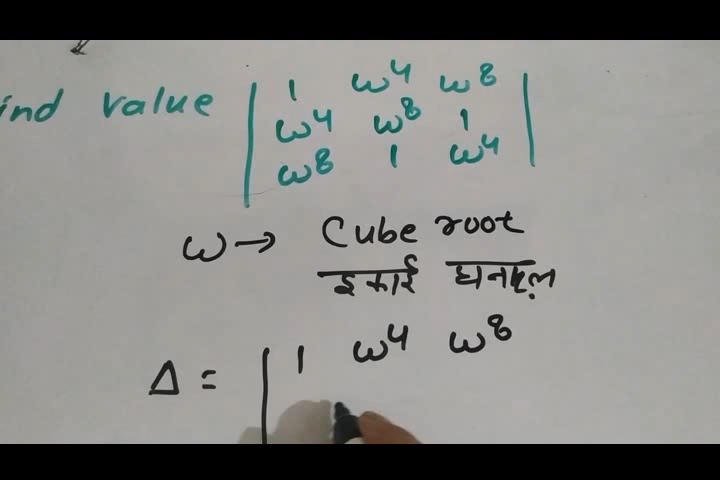 ind value | 1 ω⁴ ω⁸ |
| ω⁴ ω⁸ 1 |
| ω⁸ 1 ω⁴ |
ω → Cube root
इकाई घनमूल
Δ = | 1 ω⁴ ω⁸